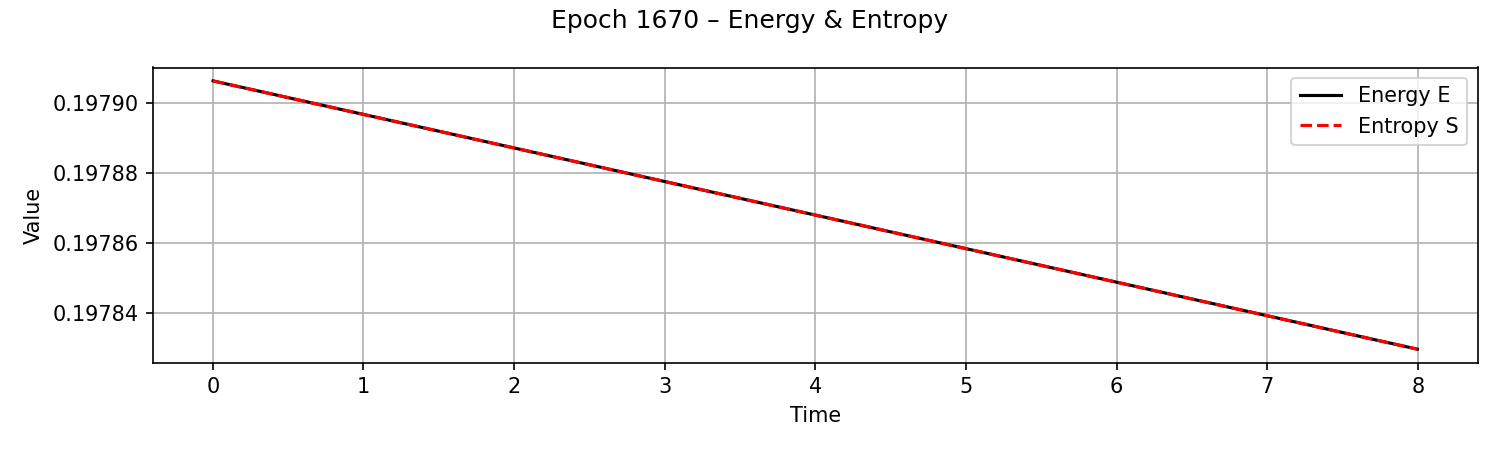 Epoch 1670 – Energy & Entropy
Energy E
Entropy S
0.19790
0.19788
0.19786
0.19784
Value
0 1 2 3 4 5 6 7 8
Time